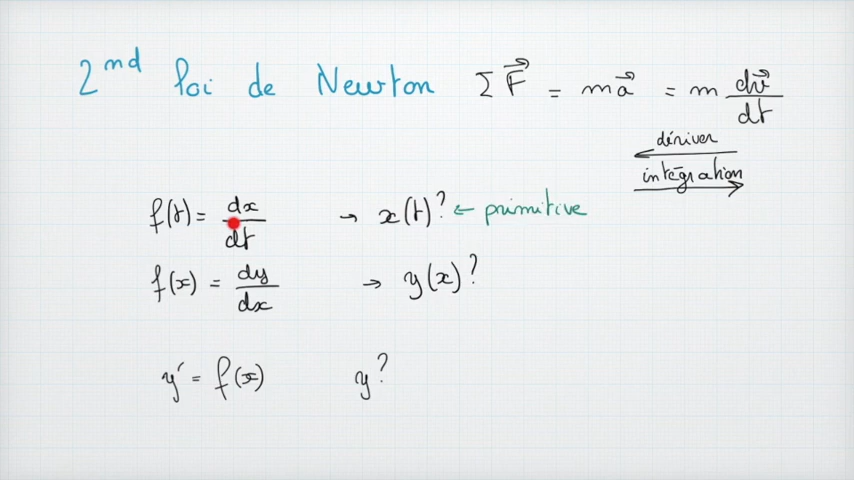 2nd loi de Newton ΣF⃗ = ma⃗ = m dv⃗/dt
dériver
intégration
f(t) = dx/dt → x(t)? ← primitive
f(x) = dy/dx → y(x)?
y' = f(x) y?